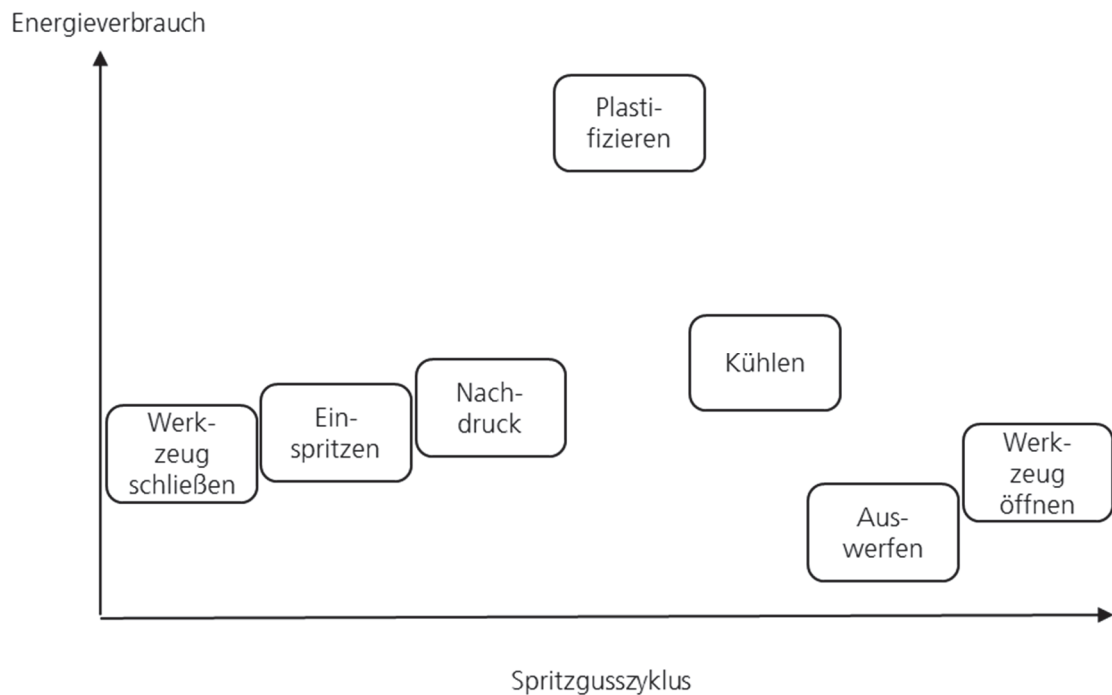 Energieverbrauch
Plasti-
fizieren
Kühlen
Nach-
druck
Ein-
spritzen
Werk-
zeug
schließen
Werk-
zeug
öffnen
Aus-
werfen
Spritzgusszyklus